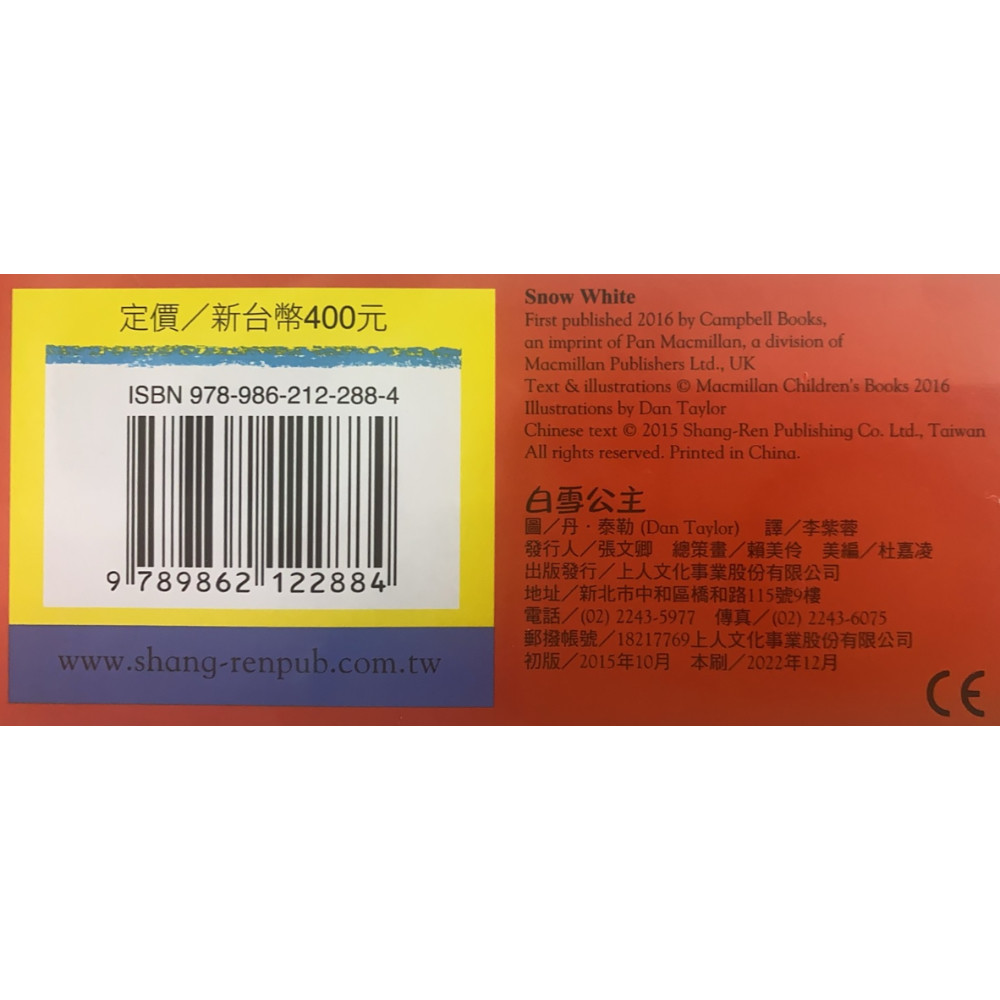 定價／新台幣400元
ISBN 978-986-212-288-4
9 789862 122884
www.shang-renpub.com.tw
Snow White
First published 2016 by Campbell Books,
an imprint of Pan Macmillan, a division of
Macmillan Publishers Ltd., UK
Text & illustrations © Macmillan Children's Books 2016
Illustrations by Dan Taylor
Chinese text © 2015 Shang-Ren Publishing Co. Ltd., Taiwan
All rights reserved. Printed in China.
白雪公主
圖／丹．泰勒 (Dan Taylor) 譯／李紫蓉
發行人／張文卿 總策畫／賴美伶 美編／杜嘉凌
出版發行／上人文化事業股份有限公司
地址／新北市中和區橋和路115號9樓
電話／(02) 2243-5977 傳真／(02) 2243-6075
郵撥帳號／18217769上人文化事業股份有限公司
初版／2015年10月 本刷／2022年12月
CE